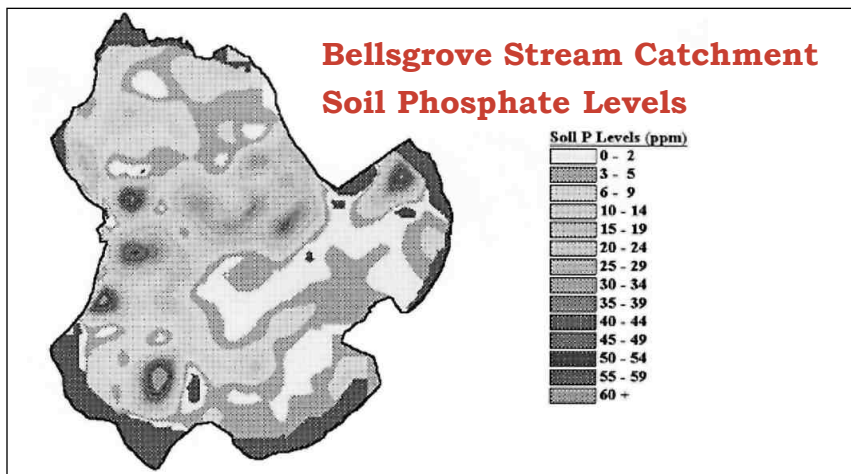 Bellsgrove Stream Catchment
Soil Phosphate Levels
Soil P Levels (ppm)
0 - 2
3 - 5
6 - 9
10 - 14
15 - 19
20 - 24
25 - 29
30 - 34
35 - 39
40 - 44
45 - 49
50 - 54
55 - 59
60 +